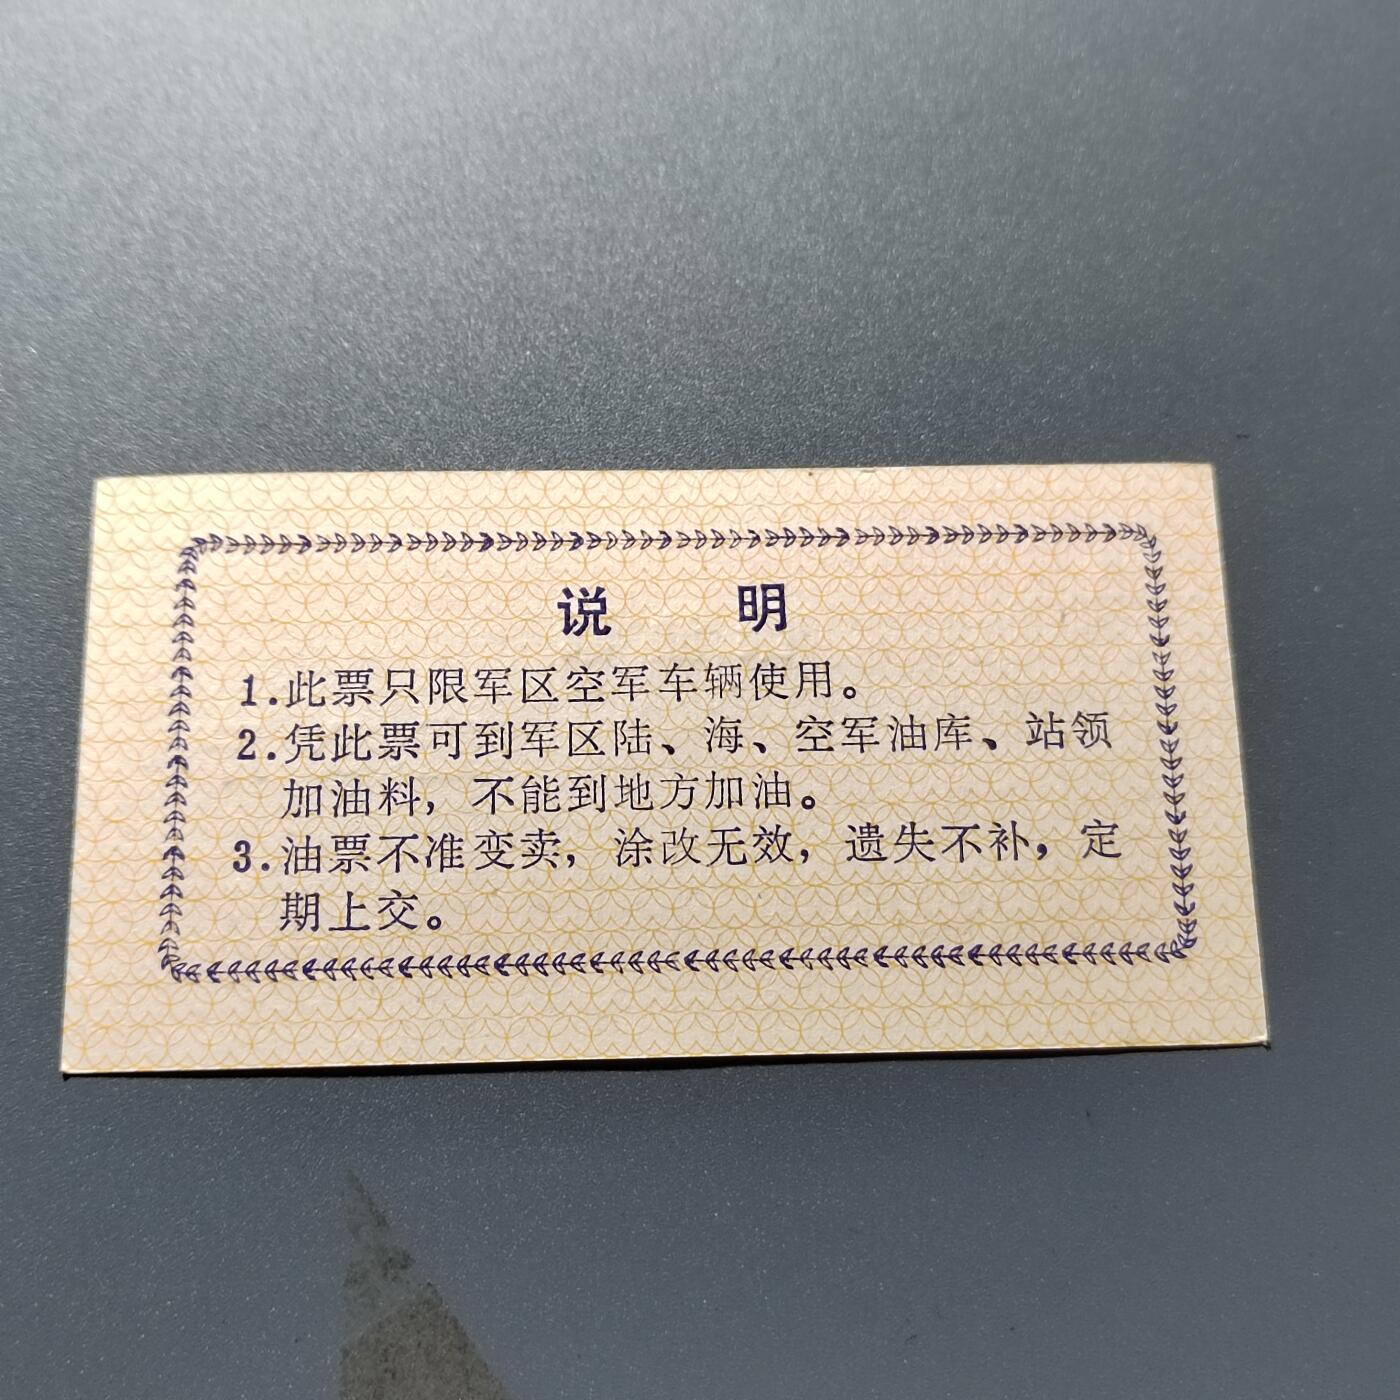 说 明
1.此票只限军区空军车辆使用。
2.凭此票可到军区陆、海、空军油库、站领
加油料，不能到地方加油。
3.油票不准变卖，涂改无效，遗失不补，定
期上交。